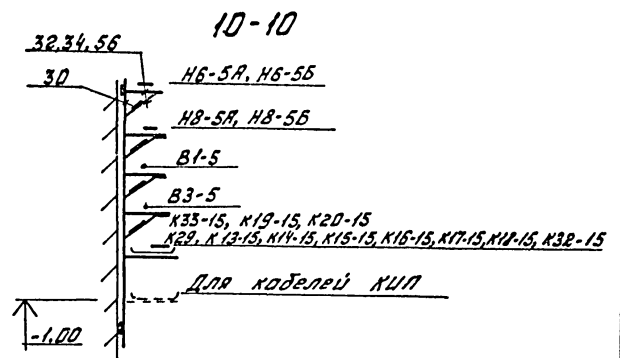 10-10
32,34,56
30
Н6-5А, Н6-5Б
Н8-5А, Н8-5Б
В1-5
В3-5
К33-15, К19-15, К20-15
К29, К13-15, К14-15, К15-15, К16-15, К17-15, К18-15, К32-15
Для кабелей КИП
-1.00